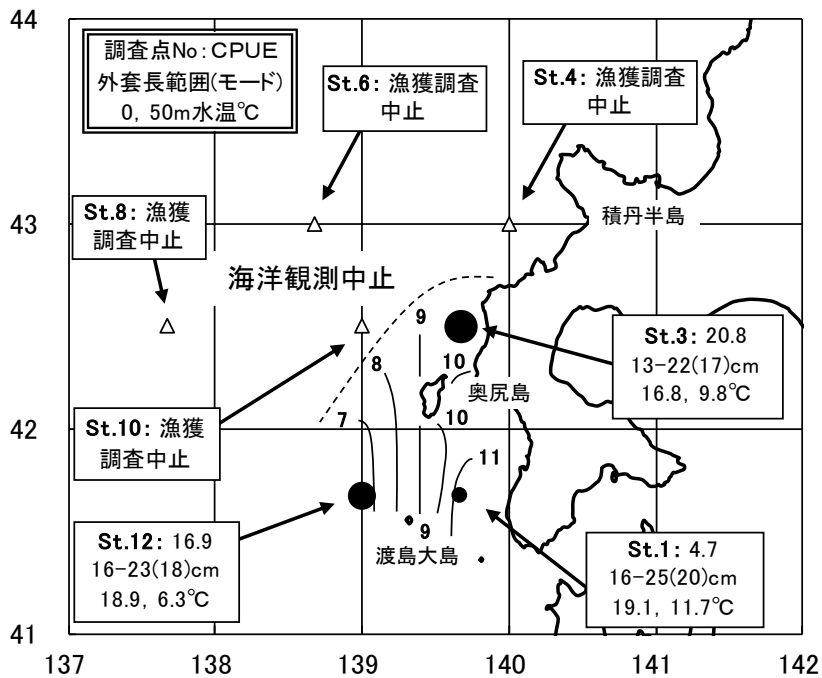 44
調査点No：CPUE
外套長範囲(モード)
0, 50m水温℃
St.6: 漁獲調査
中止
St.4: 漁獲調査
中止
43
積丹半島
St.8: 漁獲
調査中止
海洋観測中止
9
St.3: 20.8
13-22(17)cm
16.8, 9.8℃
8
10
奥尻島
7
10
42
St.10: 漁獲
調査中止
11
St.12: 16.9
16-23(18)cm
18.9, 6.3℃
9
渡島大島
St.1: 4.7
16-25(20)cm
19.1, 11.7℃
41
137 138 139 140 141 142